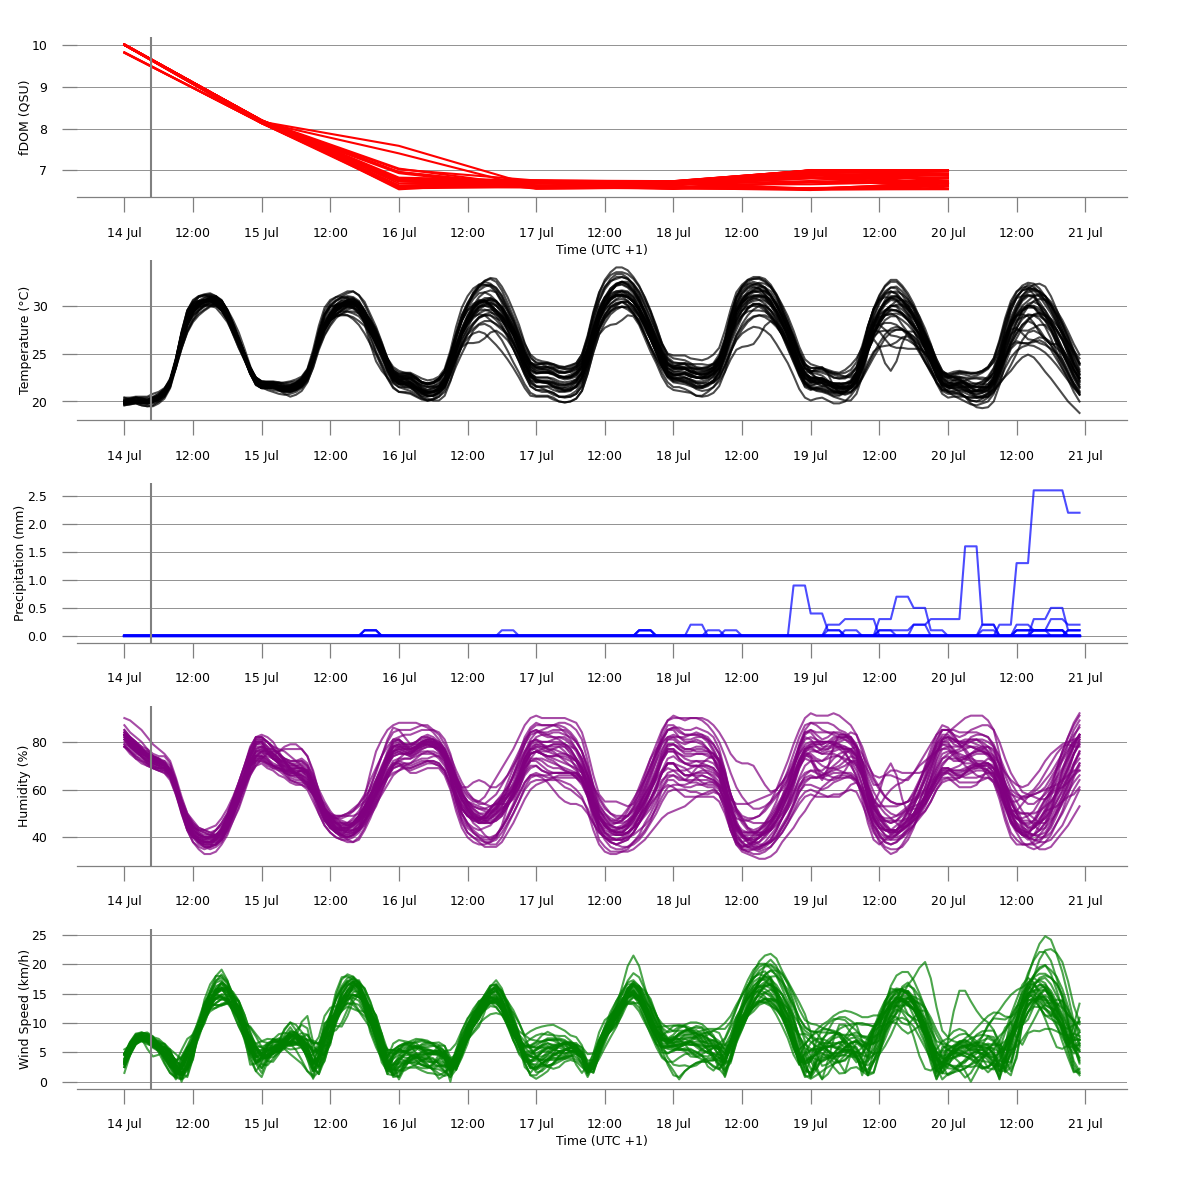 fDOM (QSU)
10
9
8
7
14 Jul 12:00 15 Jul 12:00 16 Jul 12:00 17 Jul 12:00 18 Jul 12:00 19 Jul 12:00 20 Jul 12:00 21 Jul
Time (UTC +1)
Temperature (°C)
30
25
20
14 Jul 12:00 15 Jul 12:00 16 Jul 12:00 17 Jul 12:00 18 Jul 12:00 19 Jul 12:00 20 Jul 12:00 21 Jul
Precipitation (mm)
2.5
2.0
1.5
1.0
0.5
0.0
14 Jul 12:00 15 Jul 12:00 16 Jul 12:00 17 Jul 12:00 18 Jul 12:00 19 Jul 12:00 20 Jul 12:00 21 Jul
Humidity (%)
80
60
40
14 Jul 12:00 15 Jul 12:00 16 Jul 12:00 17 Jul 12:00 18 Jul 12:00 19 Jul 12:00 20 Jul 12:00 21 Jul
Wind Speed (km/h)
25
20
15
10
5
0
14 Jul 12:00 15 Jul 12:00 16 Jul 12:00 17 Jul 12:00 18 Jul 12:00 19 Jul 12:00 20 Jul 12:00 21 Jul
Time (UTC +1)